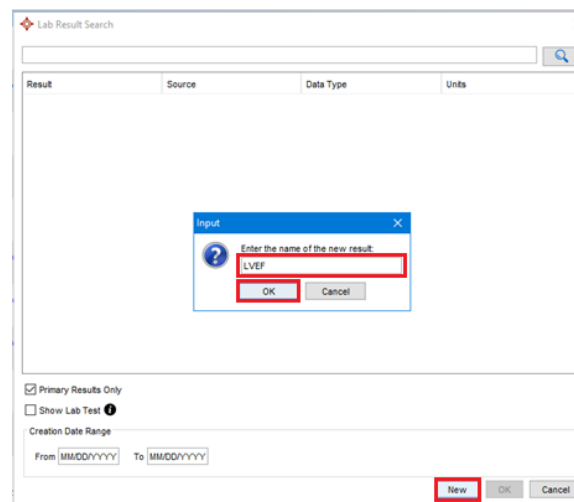 Lab Result Search
Result Source Data Type Units
Input
Enter the name of the new result:
LVEF
OK Cancel
Primary Results Only
Show Lab Test
Creation Date Range
From MM/DD/YYYY To MM/DD/YYYY
New OK Cancel